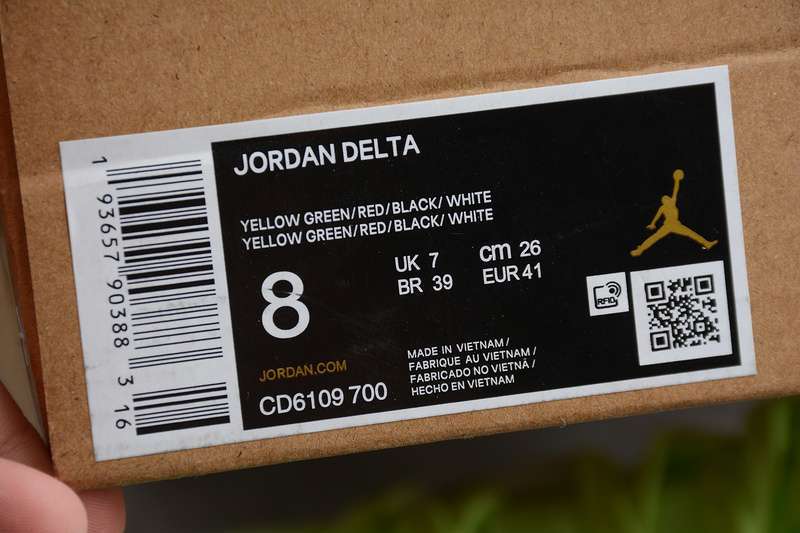 JORDAN DELTA
YELLOW GREEN/RED/BLACK/ WHITE
YELLOW GREEN/RED/BLACK/ WHITE
8
UK 7
BR 39
cm 26
EUR 41
RFID
JORDAN.COM
CD6109 700
MADE IN VIETNAM /
FABRIQUE AU VIETNAM /
FABRICADO NO VIETNÁ /
HECHO EN VIETNAM
1 93657 90388 3 16